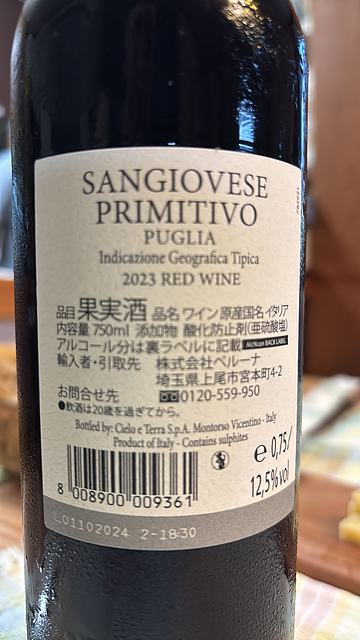 SANGIOVESE
PRIMITIVO
PUGLIA
Indicazione Geografica Tipica
2023 RED WINE
品目 果実酒 品名 ワイン 原産国名 イタリア
内容量 750ml 添加物 酸化防止剤(亜硫酸塩)
アルコール分は裏ラベルに記載 Alc%con BACK LABEL
輸入者・引取先 株式会社ベルーナ
埼玉県上尾市宮本町4-2
お問合せ先 0120-559-950
●飲酒は20歳を過ぎてから。
Bottled by: Cielo e Terra S.p.A. Montorso Vicentino - Italy
Product of Italy - Contains sulphites
e 0,75l
12,5%vol
8 008900 009361
L01102024 2-18:30